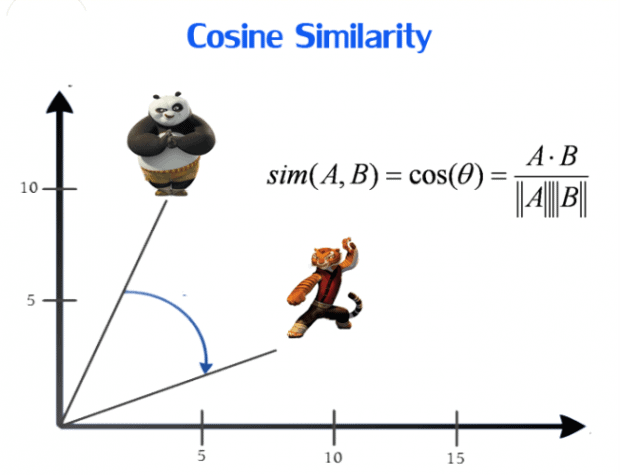 Cosine Similarity
sim(A, B) = cos(θ) = A · B / ||A||||B||
10
5
5
10
15